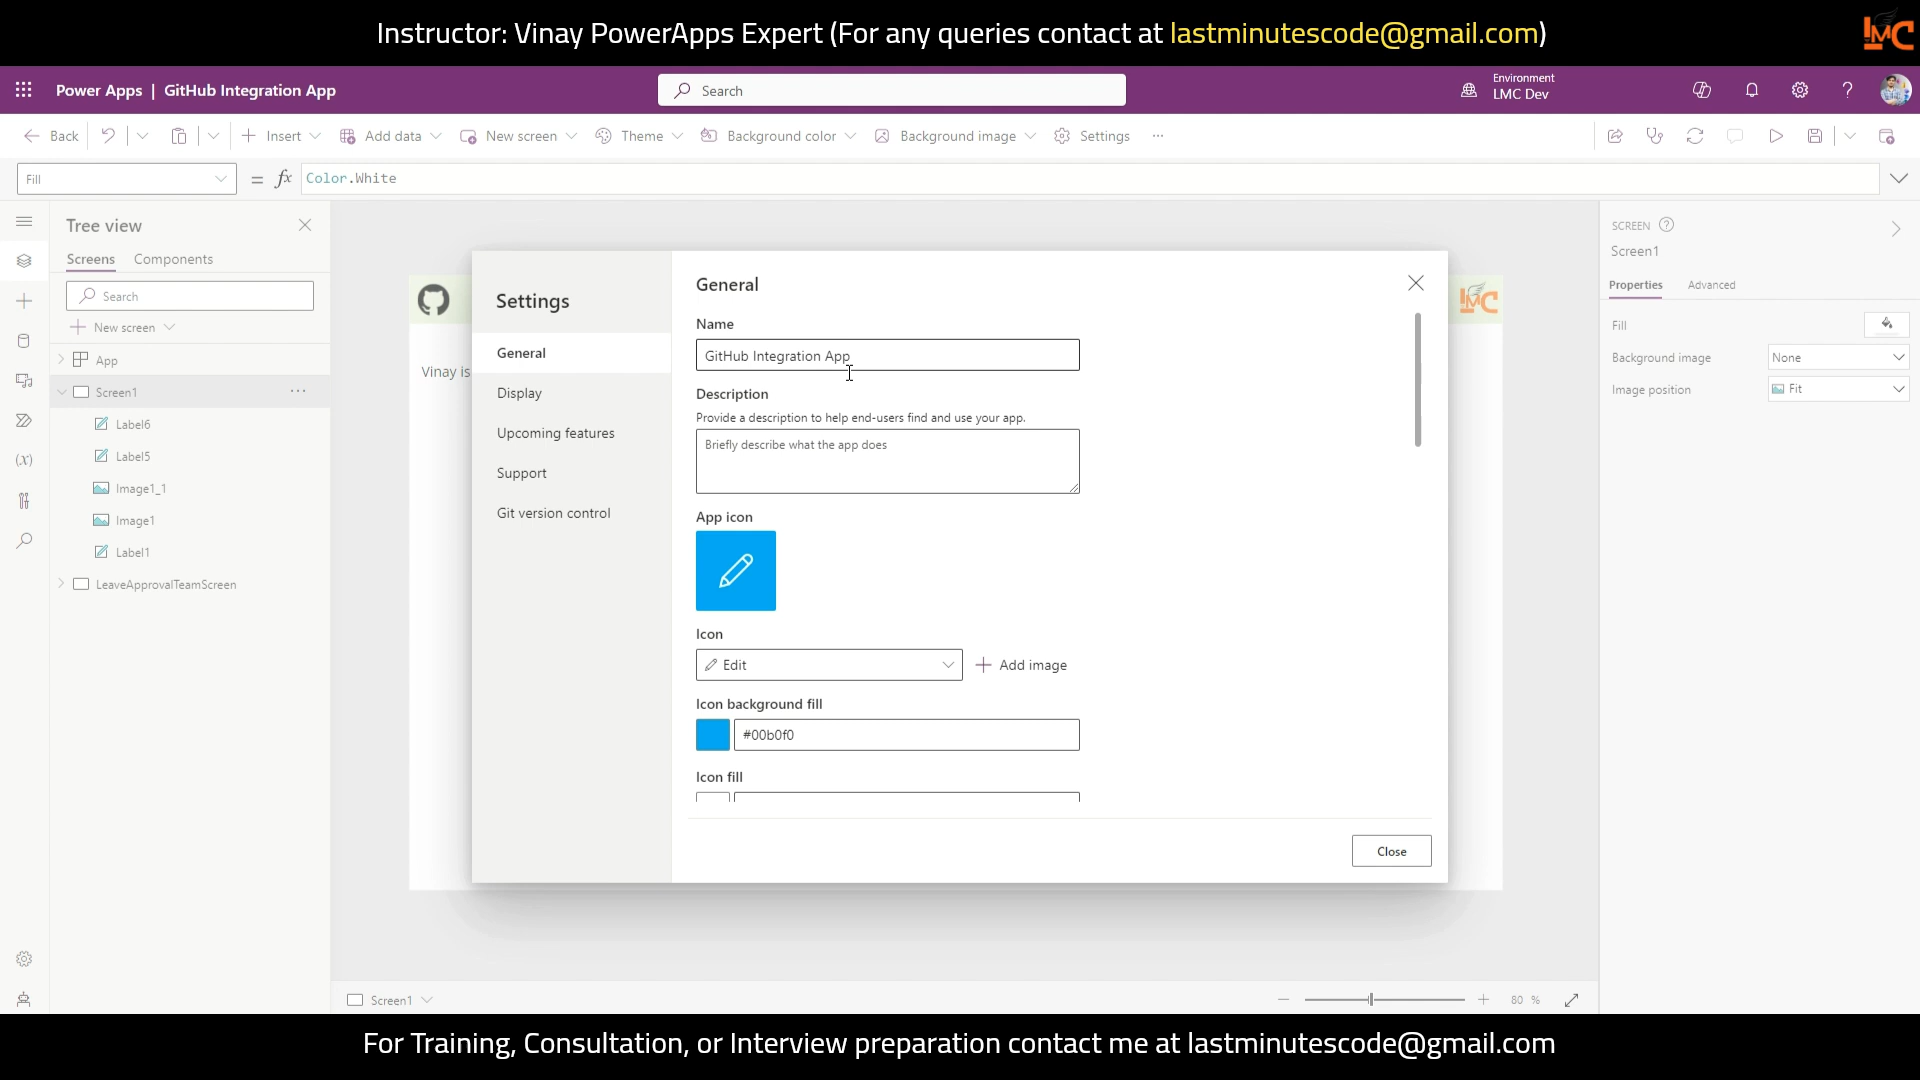 Instructor: Vinay PowerApps Expert (For any queries contact at lastminutescode@gmail.com)
LMC
Power Apps | GitHub Integration App
Search
Environment
LMC Dev
Back
Insert
Add data
New screen
Theme
Background color
Background image
Settings
Fill
= fx
Color.White
Tree view
Screens
Components
Search
New screen
App
Screen1
Label6
Label5
Image1_1
Image1
Label1
LeaveApprovalTeamScreen
Vinay is
LMC
Settings
General
Display
Upcoming features
Support
Git version control
General
Name
GitHub Integration App
Description
Provide a description to help end-users find and use your app.
Briefly describe what the app does
App icon
Icon
Edit
Add image
Icon background fill
#00b0f0
Icon fill
Close
SCREEN
Screen1
Properties
Advanced
Fill
Background image
None
Image position
Fit
Screen1
80 %
For Training, Consultation, or Interview preparation contact me at lastminutescode@gmail.com